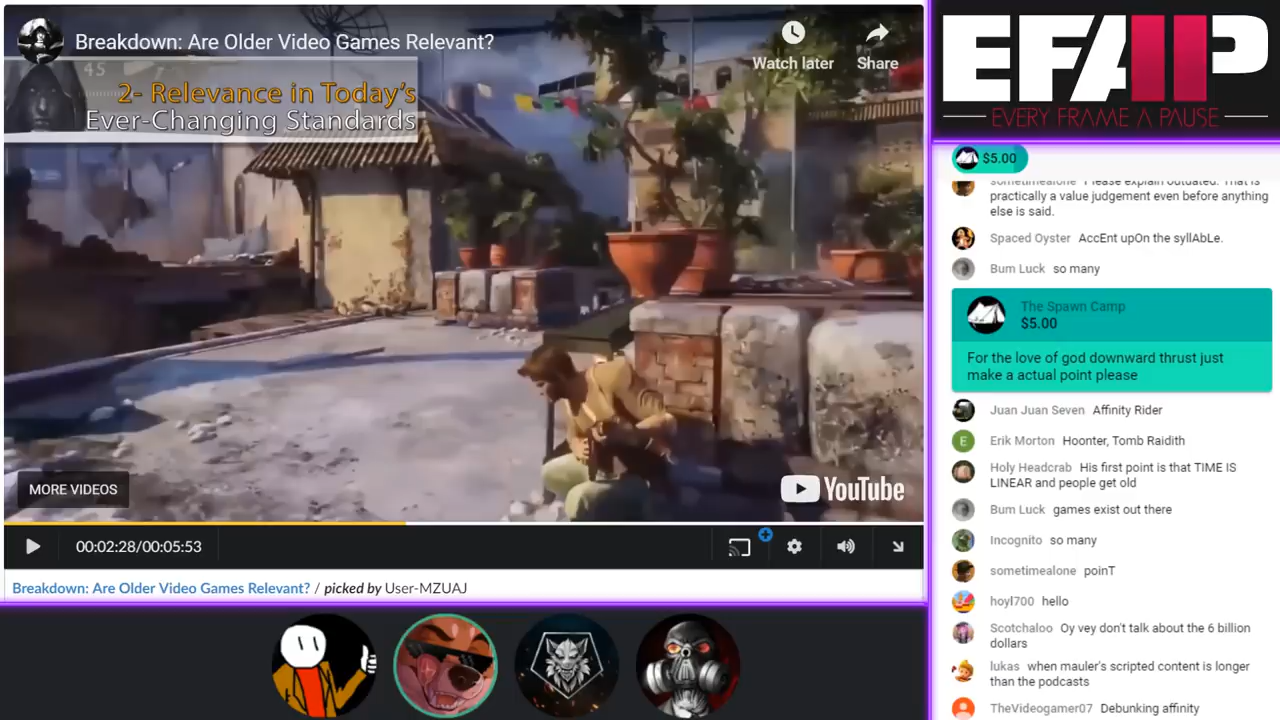 Breakdown: Are Older Video Games Relevant?
Watch later
Share
45
2- Relevance in Today's
Ever-Changing Standards
MORE VIDEOS
YouTube
00:02:28/00:05:53
Breakdown: Are Older Video Games Relevant? / picked by User-MZUAJ
EFAP
EVERY FRAME A PAUSE
$5.00
sometimealone Please explain outdated. That is
practically a value judgement even before anything
else is said.
Spaced Oyster AccEnt upOn the syllAbLe.
Bum Luck so many
The Spawn Camp
$5.00
For the love of god downward thrust just
make a actual point please
Juan Juan Seven Affinity Rider
E Erik Morton Hoonter, Tomb Raidith
Holy Headcrab His first point is that TIME IS
LINEAR and people get old
Bum Luck games exist out there
Incognito so many
sometimealone poinT
hoyl700 hello
Scotchaloo Oy vey don't talk about the 6 billion
dollars
lukas when mauler's scripted content is longer
than the podcasts
TheVideogamer07 Debunking affinity